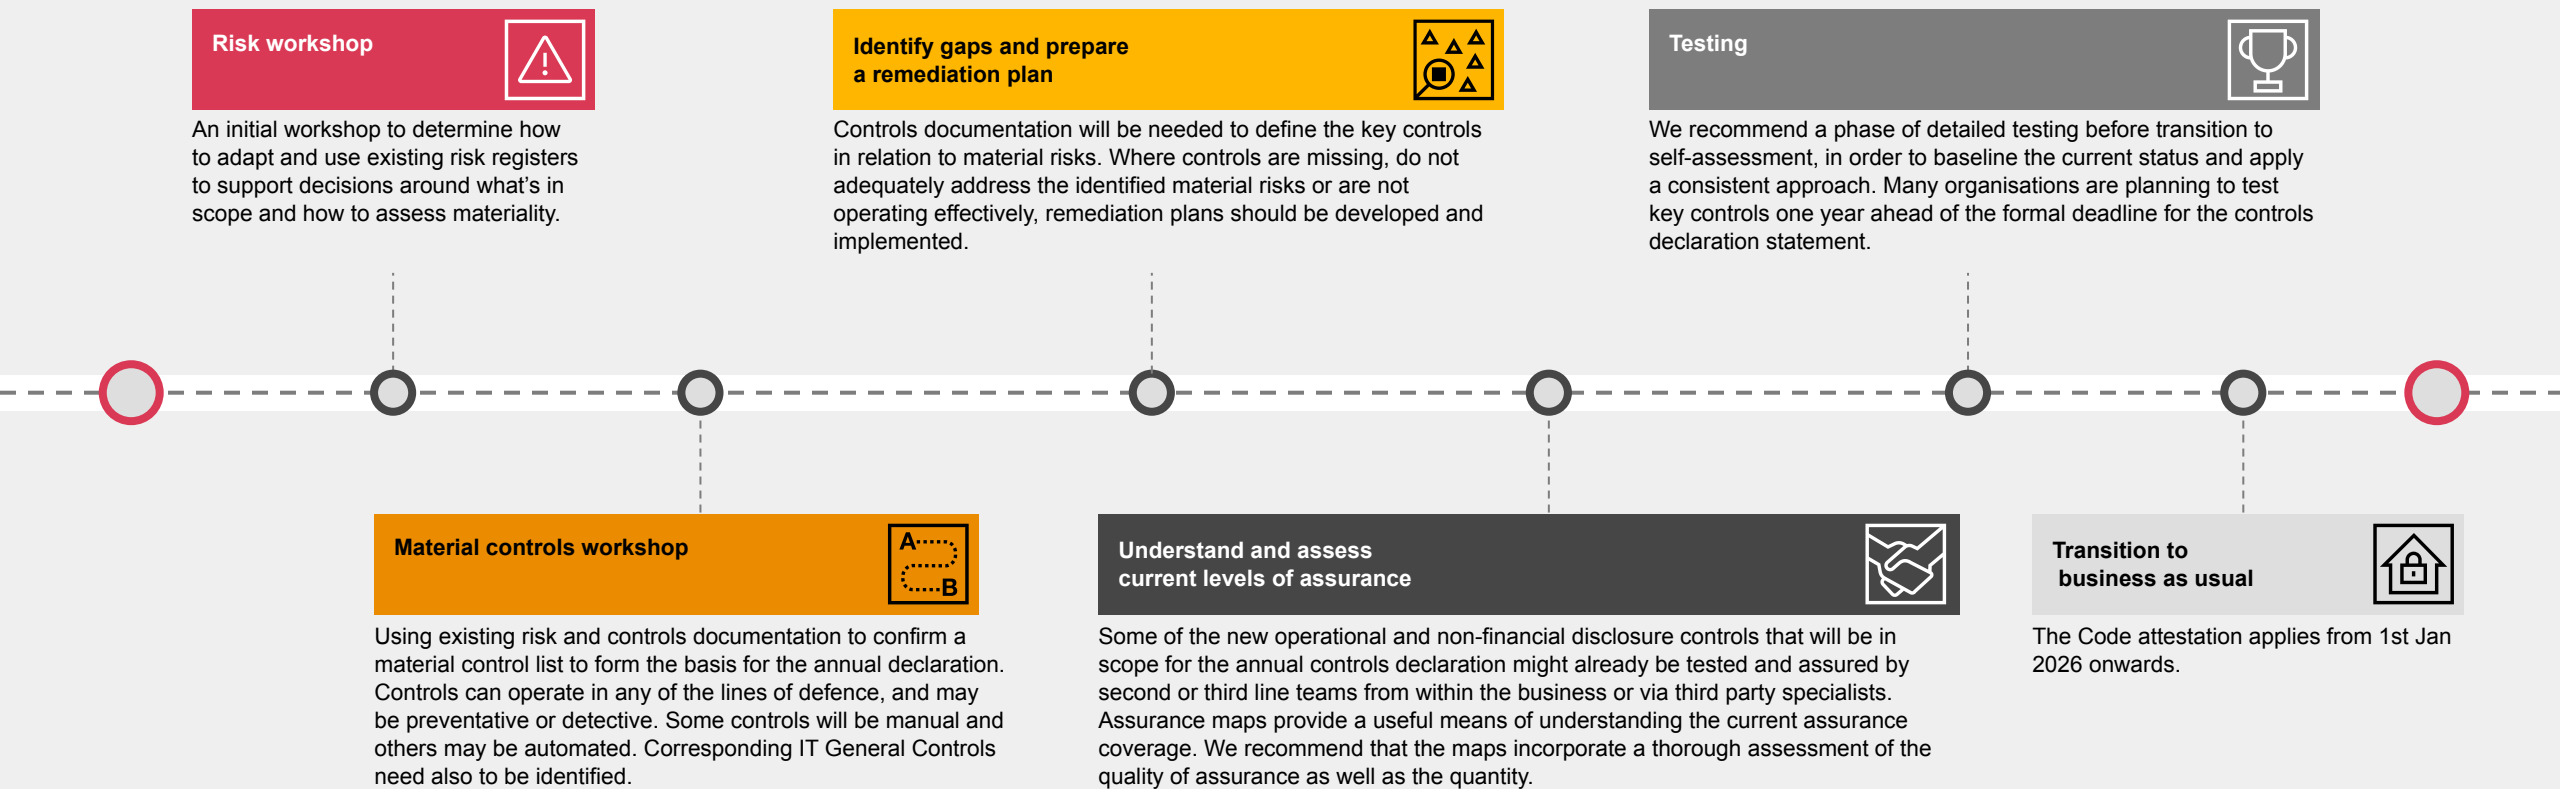 Risk workshop
An initial workshop to determine how
to adapt and use existing risk registers
to support decisions around what's in
scope and how to assess materiality.
Material controls workshop
A
B
Using existing risk and controls documentation to confirm a
material control list to form the basis for the annual declaration.
Controls can operate in any of the lines of defence, and may
be preventative or detective. Some controls will be manual and
others may be automated. Corresponding IT General Controls
need also to be identified.
Identify gaps and prepare
a remediation plan
Controls documentation will be needed to define the key controls
in relation to material risks. Where controls are missing, do not
adequately address the identified material risks or are not
operating effectively, remediation plans should be developed and
implemented.
Understand and assess
current levels of assurance
Some of the new operational and non-financial disclosure controls that will be in
scope for the annual controls declaration might already be tested and assured by
second or third line teams from within the business or via third party specialists.
Assurance maps provide a useful means of understanding the current assurance
coverage. We recommend that the maps incorporate a thorough assessment of the
quality of assurance as well as the quantity.
Testing
We recommend a phase of detailed testing before transition to
self-assessment, in order to baseline the current status and apply
a consistent approach. Many organisations are planning to test
key controls one year ahead of the formal deadline for the controls
declaration statement.
Transition to
business as usual
The Code attestation applies from 1st Jan
2026 onwards.